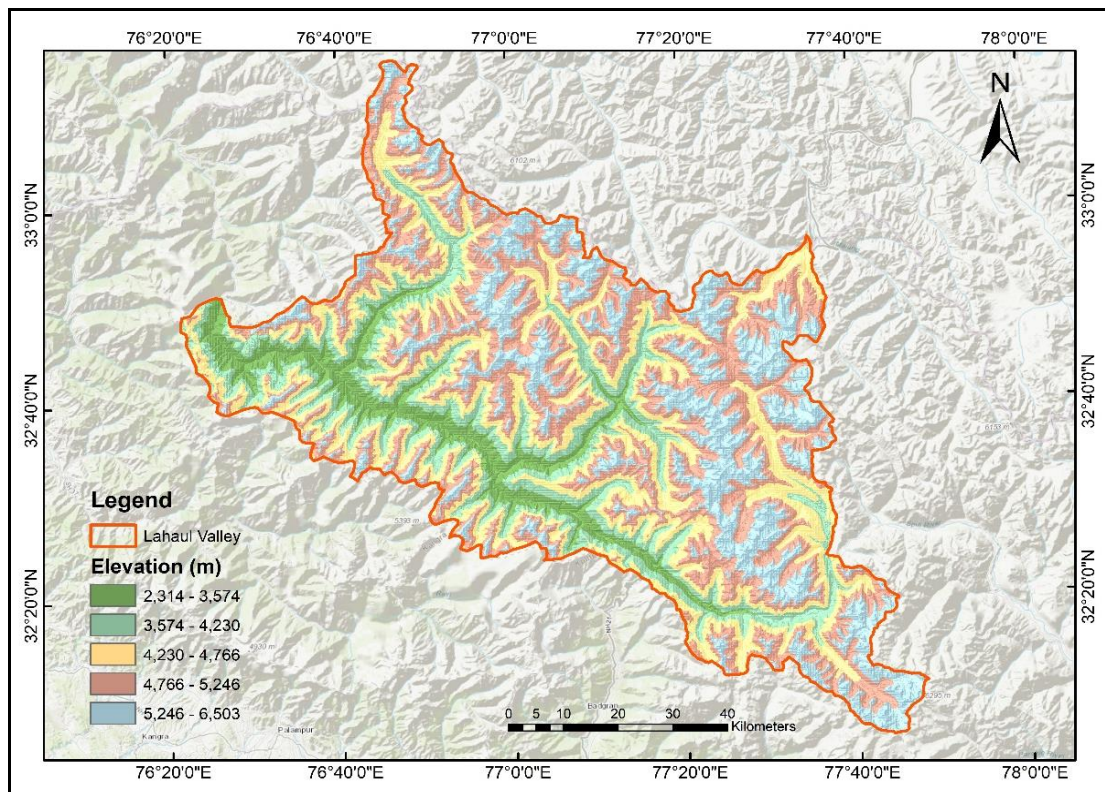 76°20'0"E 76°40'0"E 77°0'0"E 77°20'0"E 77°40'0"E 78°0'0"E
N
6102 m
33°0'0"N
33°0'0"N
32°40'0"N
32°40'0"N
6153 m
Legend
Lahaul Valley
Elevation (m)
2,314 - 3,574
3,574 - 4,230
4,230 - 4,766
4,766 - 5,246
5,246 - 6,503
32°20'0"N
32°20'0"N
Kangra
Palampur
0 5 10 20 30 40
Kilometers
76°20'0"E 76°40'0"E 77°0'0"E 77°20'0"E 77°40'0"E 78°0'0"E